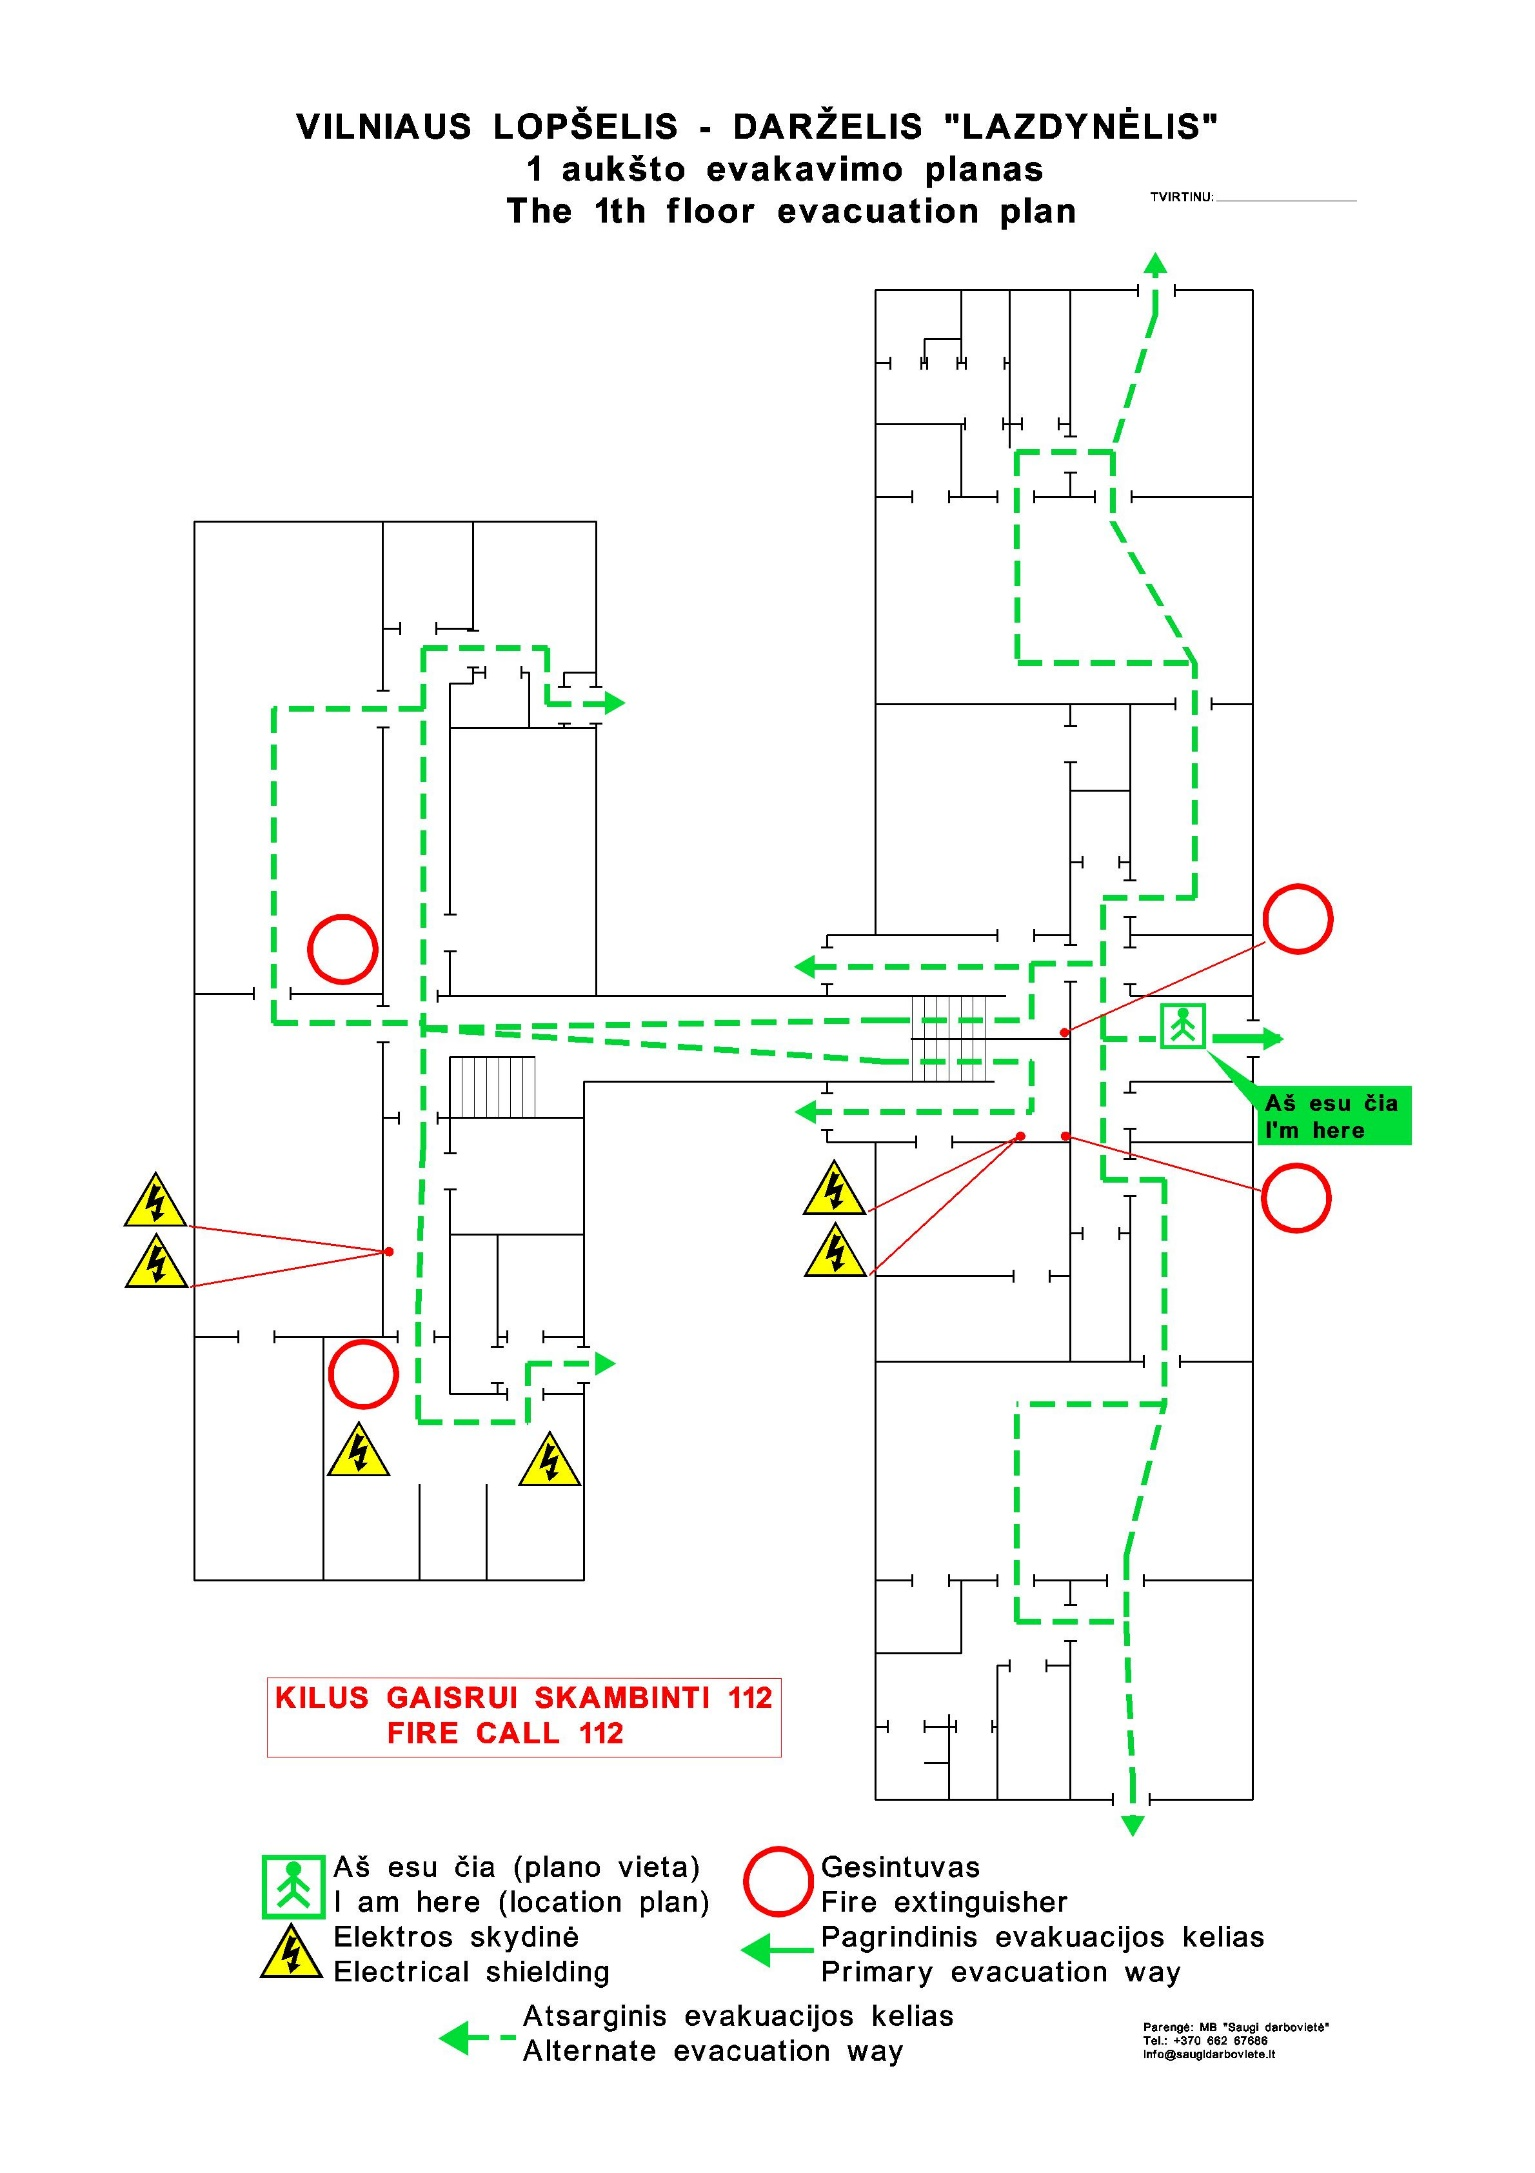 VILNIAUS LOPŠELIS - DARŽELIS "LAZDYNĖLIS"
1 aukšto evakavimo planas
The 1th floor evacuation plan
TVIRTINU:
Aš esu čia
I'm here
KILUS GAISRUI SKAMBINTI 112
FIRE CALL 112
Aš esu čia (plano vieta)
I am here (location plan)
Gesintuvas
Fire extinguisher
Elektros skydinė
Electrical shielding
Pagrindinis evakuacijos kelias
Primary evacuation way
Atsarginis evakuacijos kelias
Alternate evacuation way
Parengė: MB "Saugi darbovietė"
Tel.: +370 662 67686
info@saugidarboviete.lt